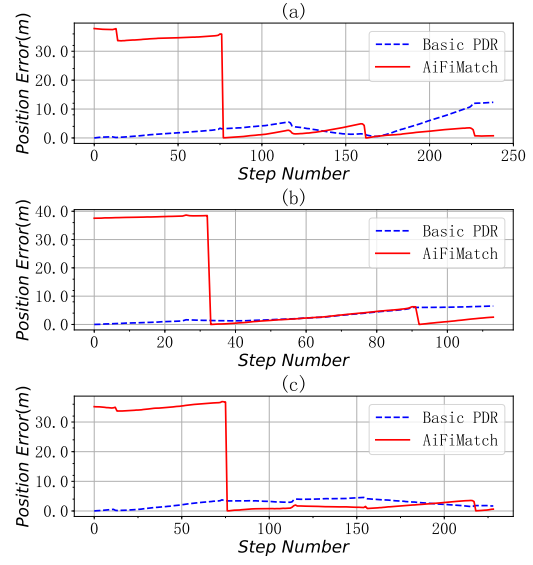 (a)
Position Error(m)
30.0
20.0
10.0
0.0
Basic PDR
AiFiMatch
0 50 100 150 200 250
Step Number
(b)
Position Error(m)
40.0
30.0
20.0
10.0
0.0
Basic PDR
AiFiMatch
0 20 40 60 80 100
Step Number
(c)
Position Error(m)
30.0
20.0
10.0
0.0
Basic PDR
AiFiMatch
0 50 100 150 200
Step Number